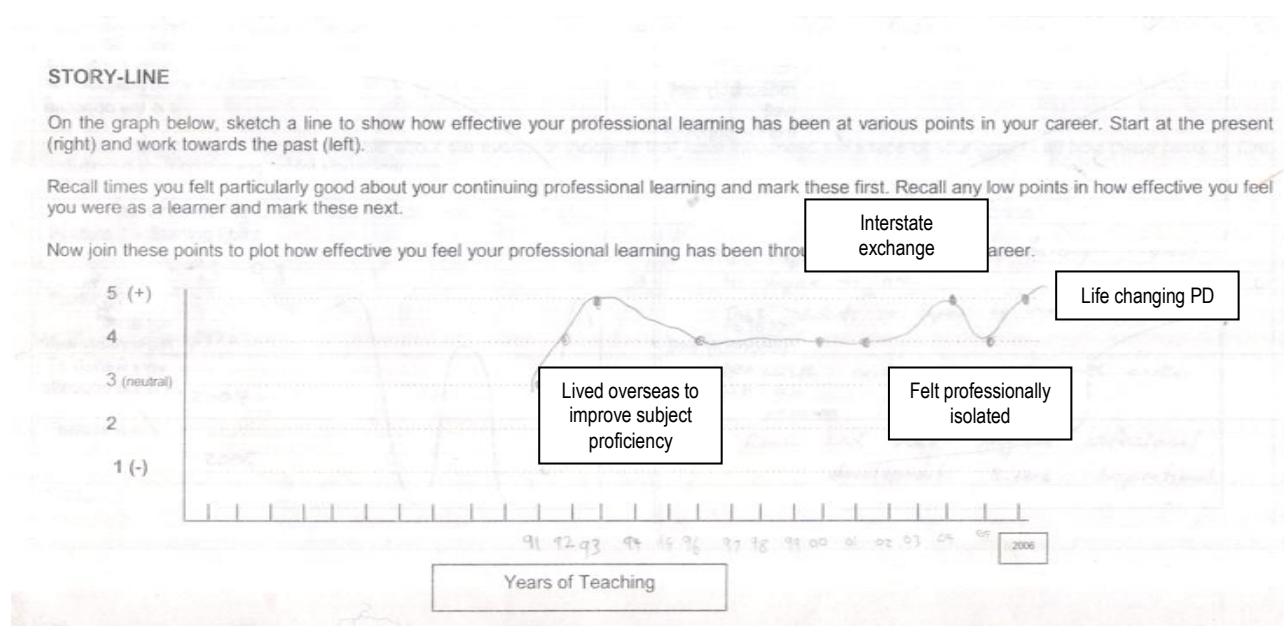 STORY-LINE
On the graph below, sketch a line to show how effective your professional learning has been at various points in your career. Start at the present
(right) and work towards the past (left).
Recall times you felt particularly good about your continuing professional learning and mark these first. Recall any low points in how effective you feel
you were as a learner and mark these next.
Now join these points to plot how effective you feel your professional learning has been throu areer.
Interstate
exchange
5 (+)
Life changing PD
4
3 (neutral)
Lived overseas to
improve subject
proficiency
Felt professionally
isolated
2
1 (-)
91 92 93 94 95 96 97 98 99 00 01 02 03 2006
Years of Teaching